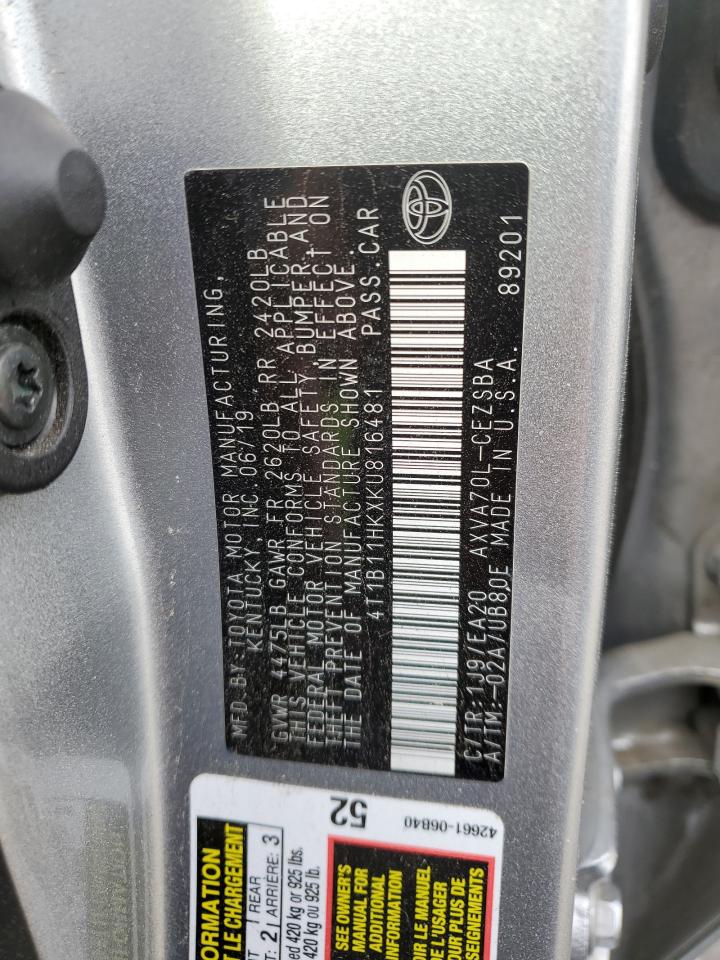 MFD. BY: TOYOTA MOTOR MANUFACTURING,
KENTUCKY, INC. 06/19
GVWR 4475LB GAWR FR 2620LB RR 2420LB
THIS VEHICLE CONFORMS TO ALL APPLICABLE
FEDERAL MOTOR VEHICLE SAFETY, BUMPER, AND
THEFT PREVENTION STANDARDS IN EFFECT ON
THE DATE OF MANUFACTURE SHOWN ABOVE.
4T1B11HKXKU816481 PASS.CAR
C/TR: 1J9/EA20 AXVA70L-CEZSBA
A/TM:-02A/UB80E MADE IN U.S.A. 89201
ORMATION
T LE CHARGEMENT
2 REAR
ARRIÈRE: 3
ed 420 kg or 925 lbs.
420 kg ou 925 lb.
52
42661-06B40
SEE OWNER'S
MANUAL FOR
ADDITIONAL
INFORMATION
OIR LE MANUEL
DE L'USAGER
OUR PLUS DE
SEIGNEMENTS